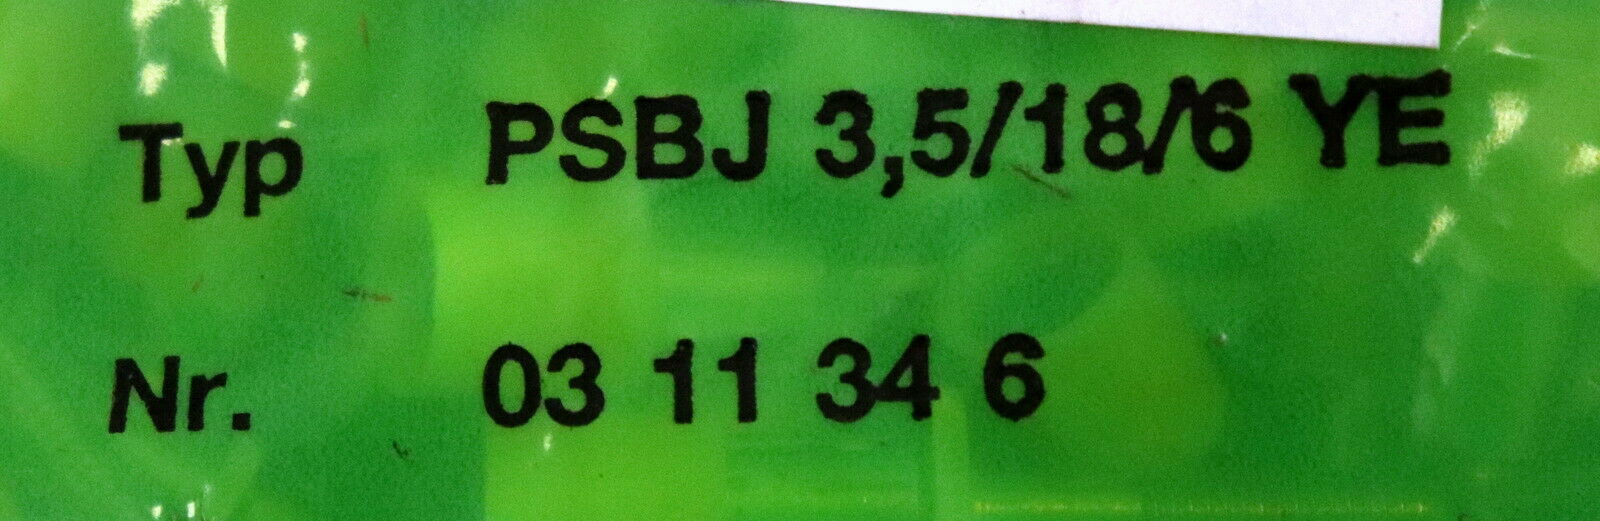 Typ PSBJ 3,5/18/6 YE
Nr. 03 11 34 6